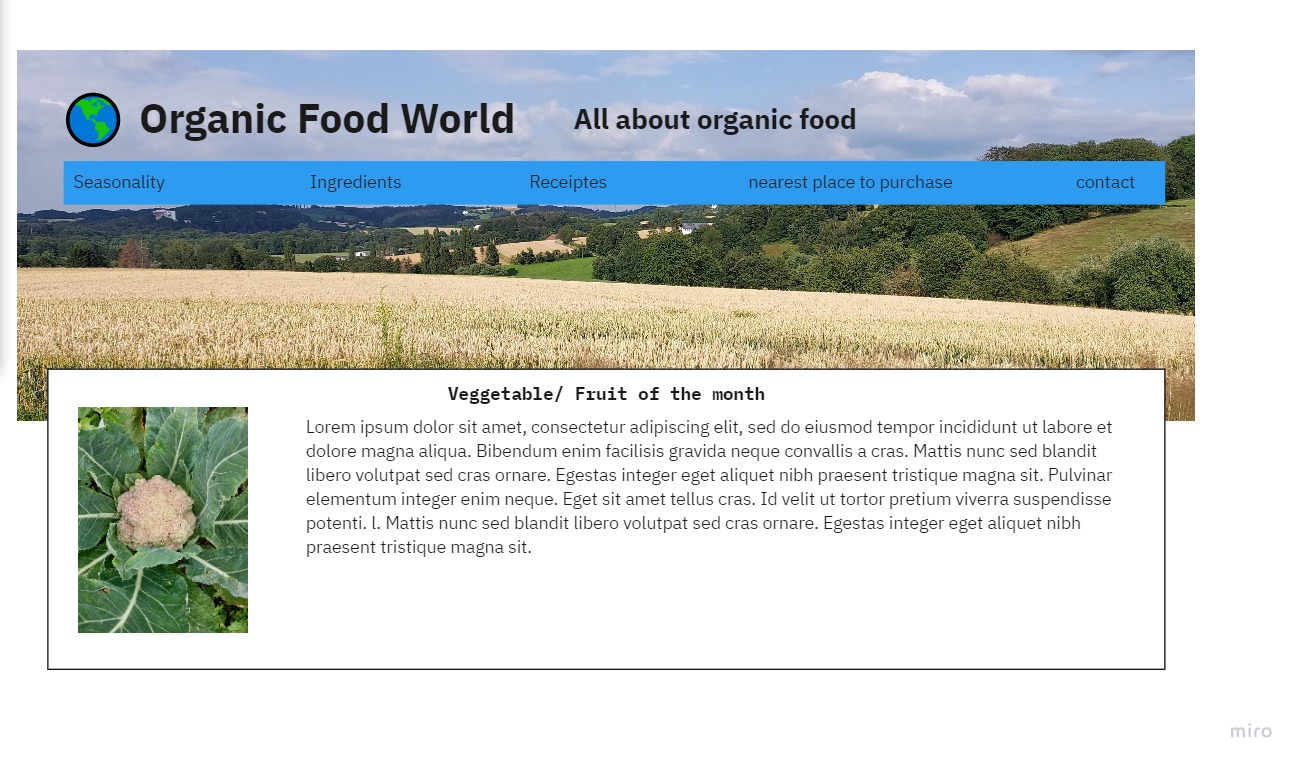 Organic Food World
All about organic food
Seasonality Ingredients Receiptes nearest place to purchase contact
Veggetable/ Fruit of the month
Lorem ipsum dolor sit amet, consectetur adipiscing elit, sed do eiusmod tempor incididunt ut labore et
dolore magna aliqua. Bibendum enim facilisis gravida neque convallis a cras. Mattis nunc sed blandit
libero volutpat sed cras ornare. Egestas integer eget aliquet nibh praesent tristique magna sit. Pulvinar
elementum integer enim neque. Eget sit amet tellus cras. Id velit ut tortor pretium viverra suspendisse
potenti. l. Mattis nunc sed blandit libero volutpat sed cras ornare. Egestas integer eget aliquet nibh
praesent tristique magna sit.
miro